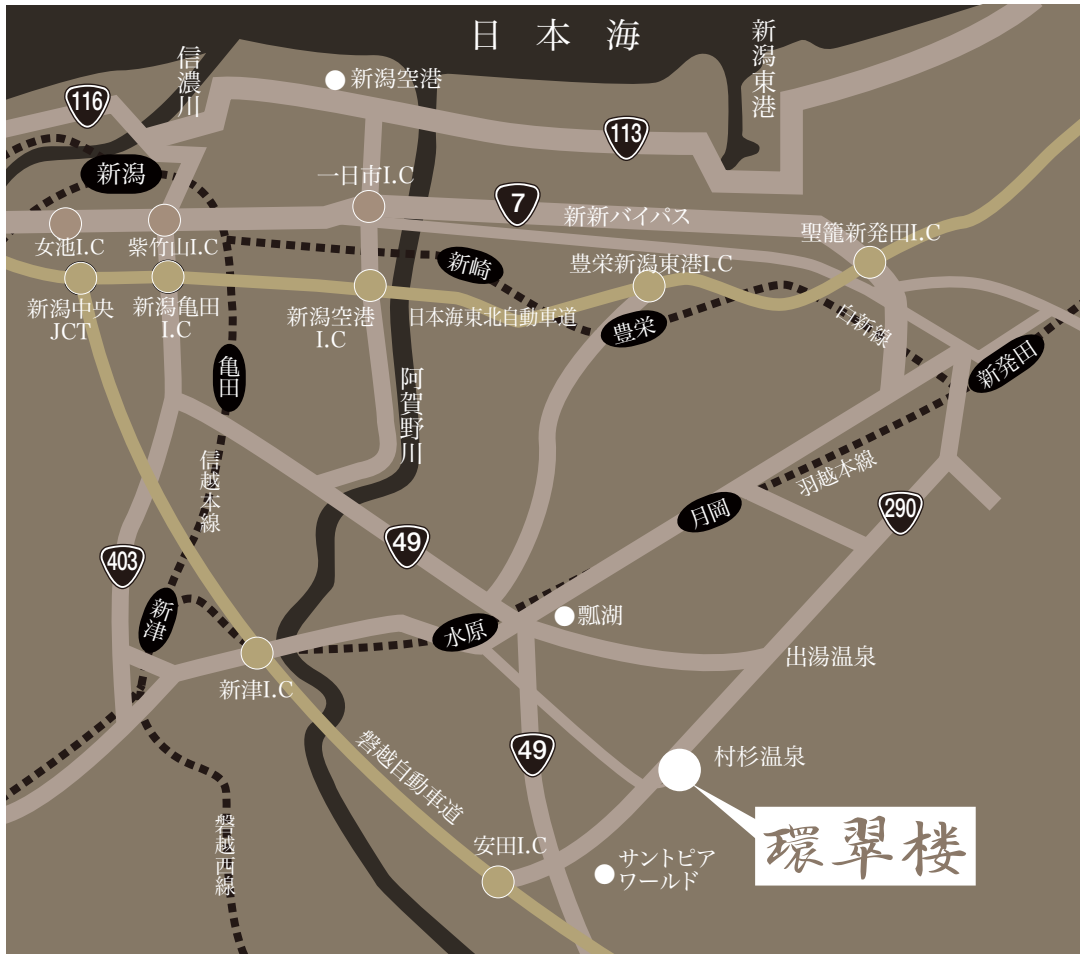 日本海
新潟東港
信濃川
新潟空港
116
113
新潟
一日市I.C
7
新新バイパス
女池I.C
紫竹山I.C
聖籠新発田I.C
新崎
豊栄新潟東港I.C
新潟中央
JCT
新潟亀田
I.C
新潟空港
I.C
日本海東北自動車道
豊栄
白新線
亀田
阿賀野川
新発田
信越本線
羽越本線
月岡
290
49
403
新津
瓢湖
水原
出湯温泉
新津I.C
49
村杉温泉
磐越自動車道
環翠楼
磐越西線
安田I.C
サントピア
ワールド